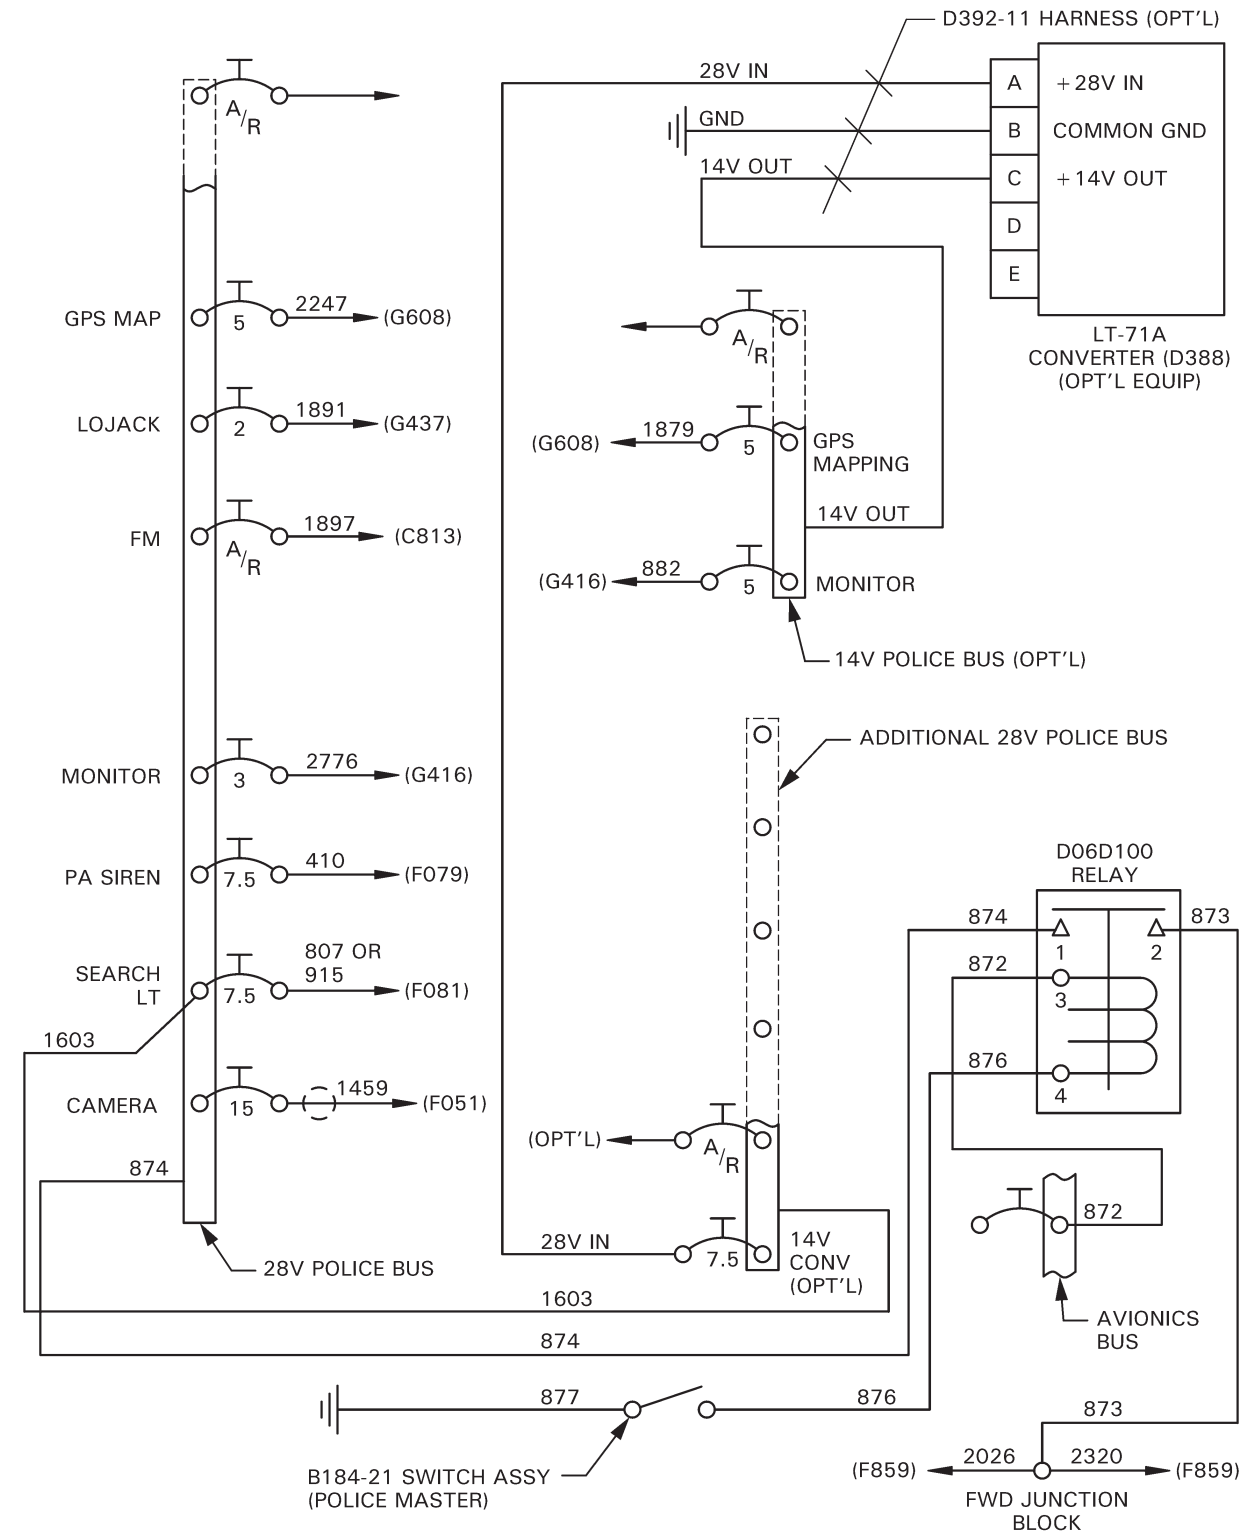 D392-11 HARNESS (OPT'L)
28V IN
A
+28V IN
GND
B
COMMON GND
14V OUT
C
+14V OUT
D
E
LT-71A
CONVERTER (D388)
(OPT'L EQUIP)
A/R
GPS MAP
5
2247
(G608)
LOJACK
2
1891
(G437)
FM
A/R
1897
(C813)
MONITOR
3
2776
(G416)
PA SIREN
7.5
410
(F079)
SEARCH
LT
7.5
807 OR
915
(F081)
1603
CAMERA
15
1459
(F051)
874
28V POLICE BUS
A/R
(G608)
1879
5
GPS
MAPPING
14V OUT
(G416)
882
5
MONITOR
14V POLICE BUS (OPT'L)
ADDITIONAL 28V POLICE BUS
(OPT'L)
A/R
28V IN
7.5
14V
CONV
(OPT'L)
1603
874
D06D100
RELAY
874
1
2
873
872
3
876
4
872
AVIONICS
BUS
877
876
B184-21 SWITCH ASSY
(POLICE MASTER)
873
(F859)
2026
2320
(F859)
FWD JUNCTION
BLOCK